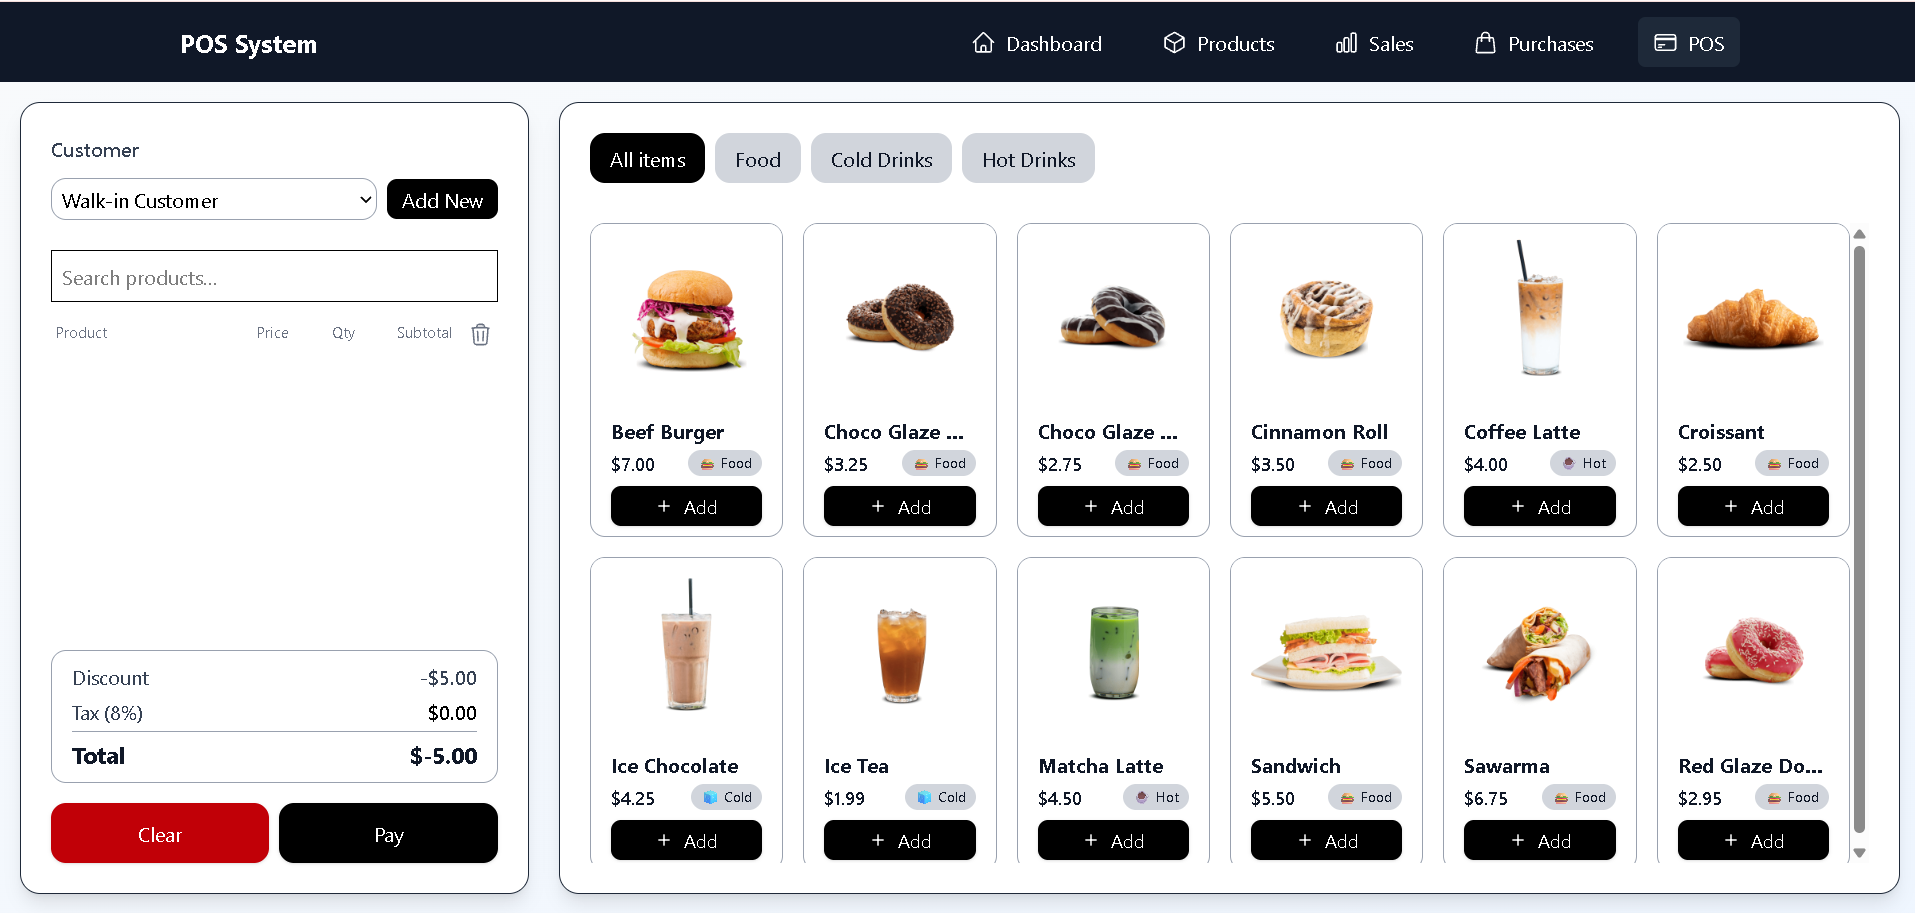 POS System
Dashboard
Products
Sales
Purchases
POS
Customer
Walk-in Customer
Add New
Search products...
Product Price Qty Subtotal
Discount -$5.00
Tax (8%) $0.00
Total $-5.00
Clear
Pay
All items
Food
Cold Drinks
Hot Drinks
Beef Burger
$7.00 Food
+ Add
Choco Glaze ...
$3.25 Food
+ Add
Choco Glaze ...
$2.75 Food
+ Add
Cinnamon Roll
$3.50 Food
+ Add
Coffee Latte
$4.00 Hot
+ Add
Croissant
$2.50 Food
+ Add
Ice Chocolate
$4.25 Cold
+ Add
Ice Tea
$1.99 Cold
+ Add
Matcha Latte
$4.50 Hot
+ Add
Sandwich
$5.50 Food
+ Add
Sawarma
$6.75 Food
+ Add
Red Glaze Do...
$2.95 Food
+ Add